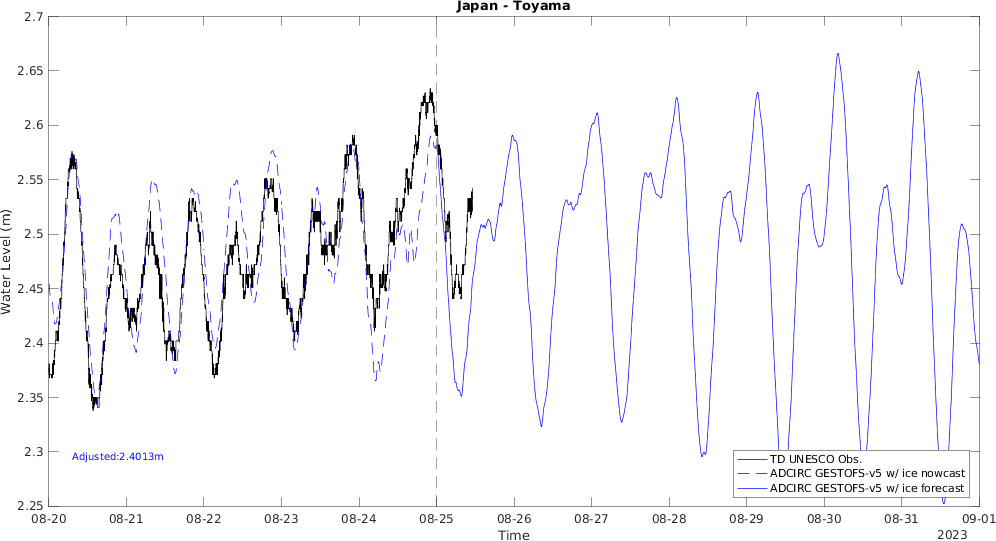 Japan - Toyama
2.7
2.65
2.6
2.55
2.5
2.45
2.4
2.35
2.3
2.25
Water Level (m)
Adjusted:2.4013m
TD UNESCO Obs.
ADCIRC GESTOFS-v5 w/ ice nowcast
ADCIRC GESTOFS-v5 w/ ice forecast
08-20 08-21 08-22 08-23 08-24 08-25 08-26 08-27 08-28 08-29 08-30 08-31 09-01
Time
2023